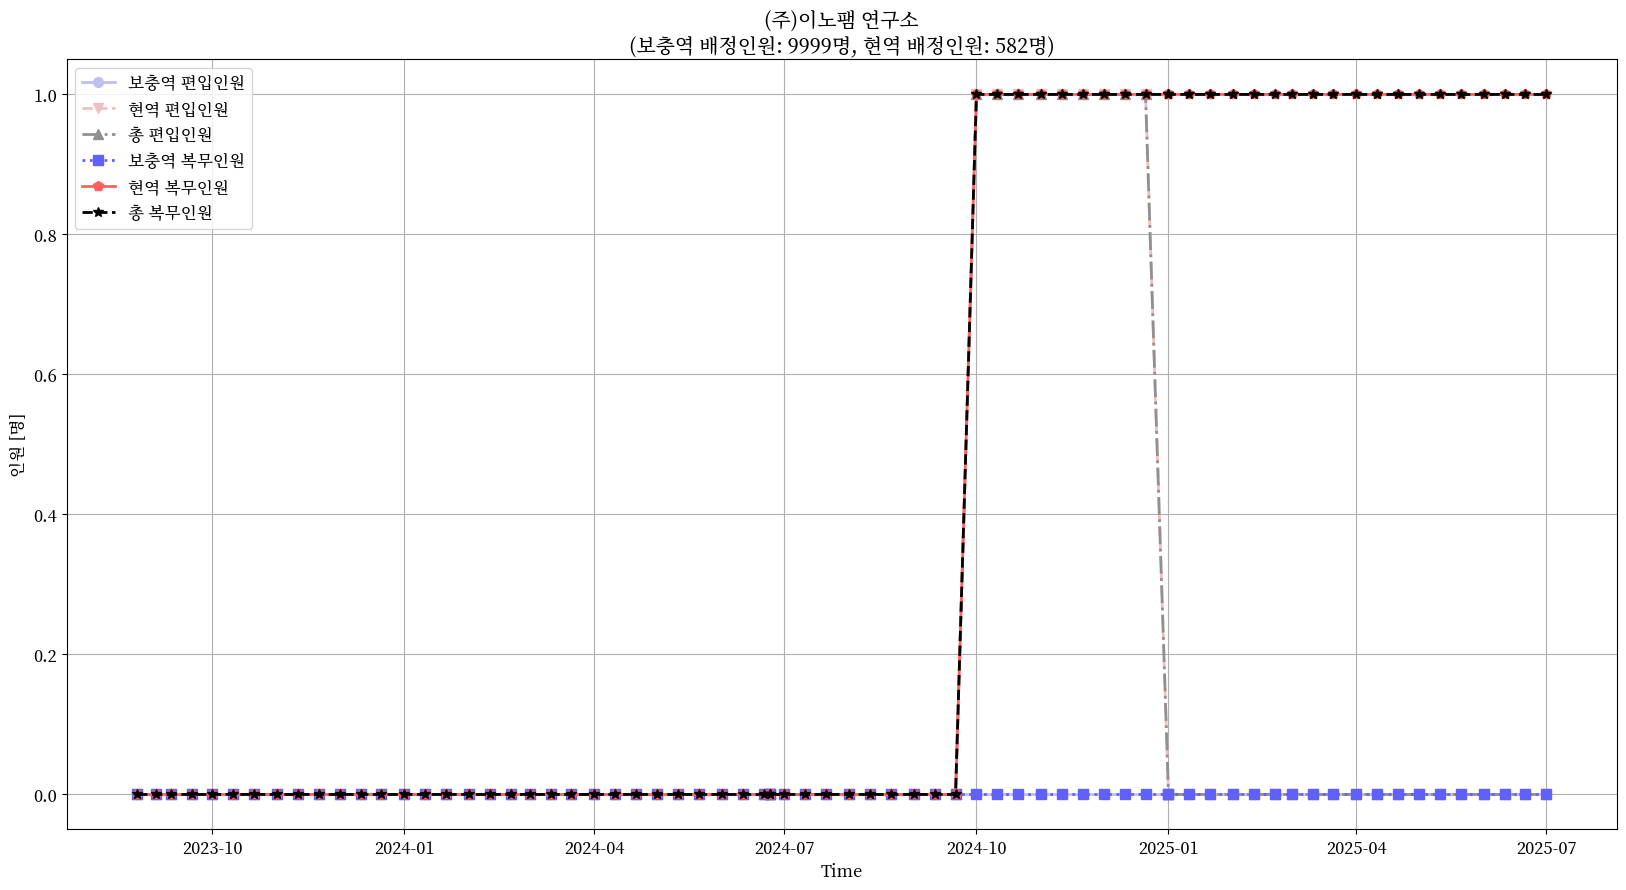 (주)이노팸 연구소
(보충역 배정인원: 9999명, 현역 배정인원: 582명)
보충역 편입인원
현역 편입인원
총 편입인원
보충역 복무인원
현역 복무인원
총 복무인원
1.0
0.8
0.6
0.4
0.2
0.0
인원 [명]
2023-10
2024-01
2024-04
2024-07
2024-10
2025-01
2025-04
2025-07
Time